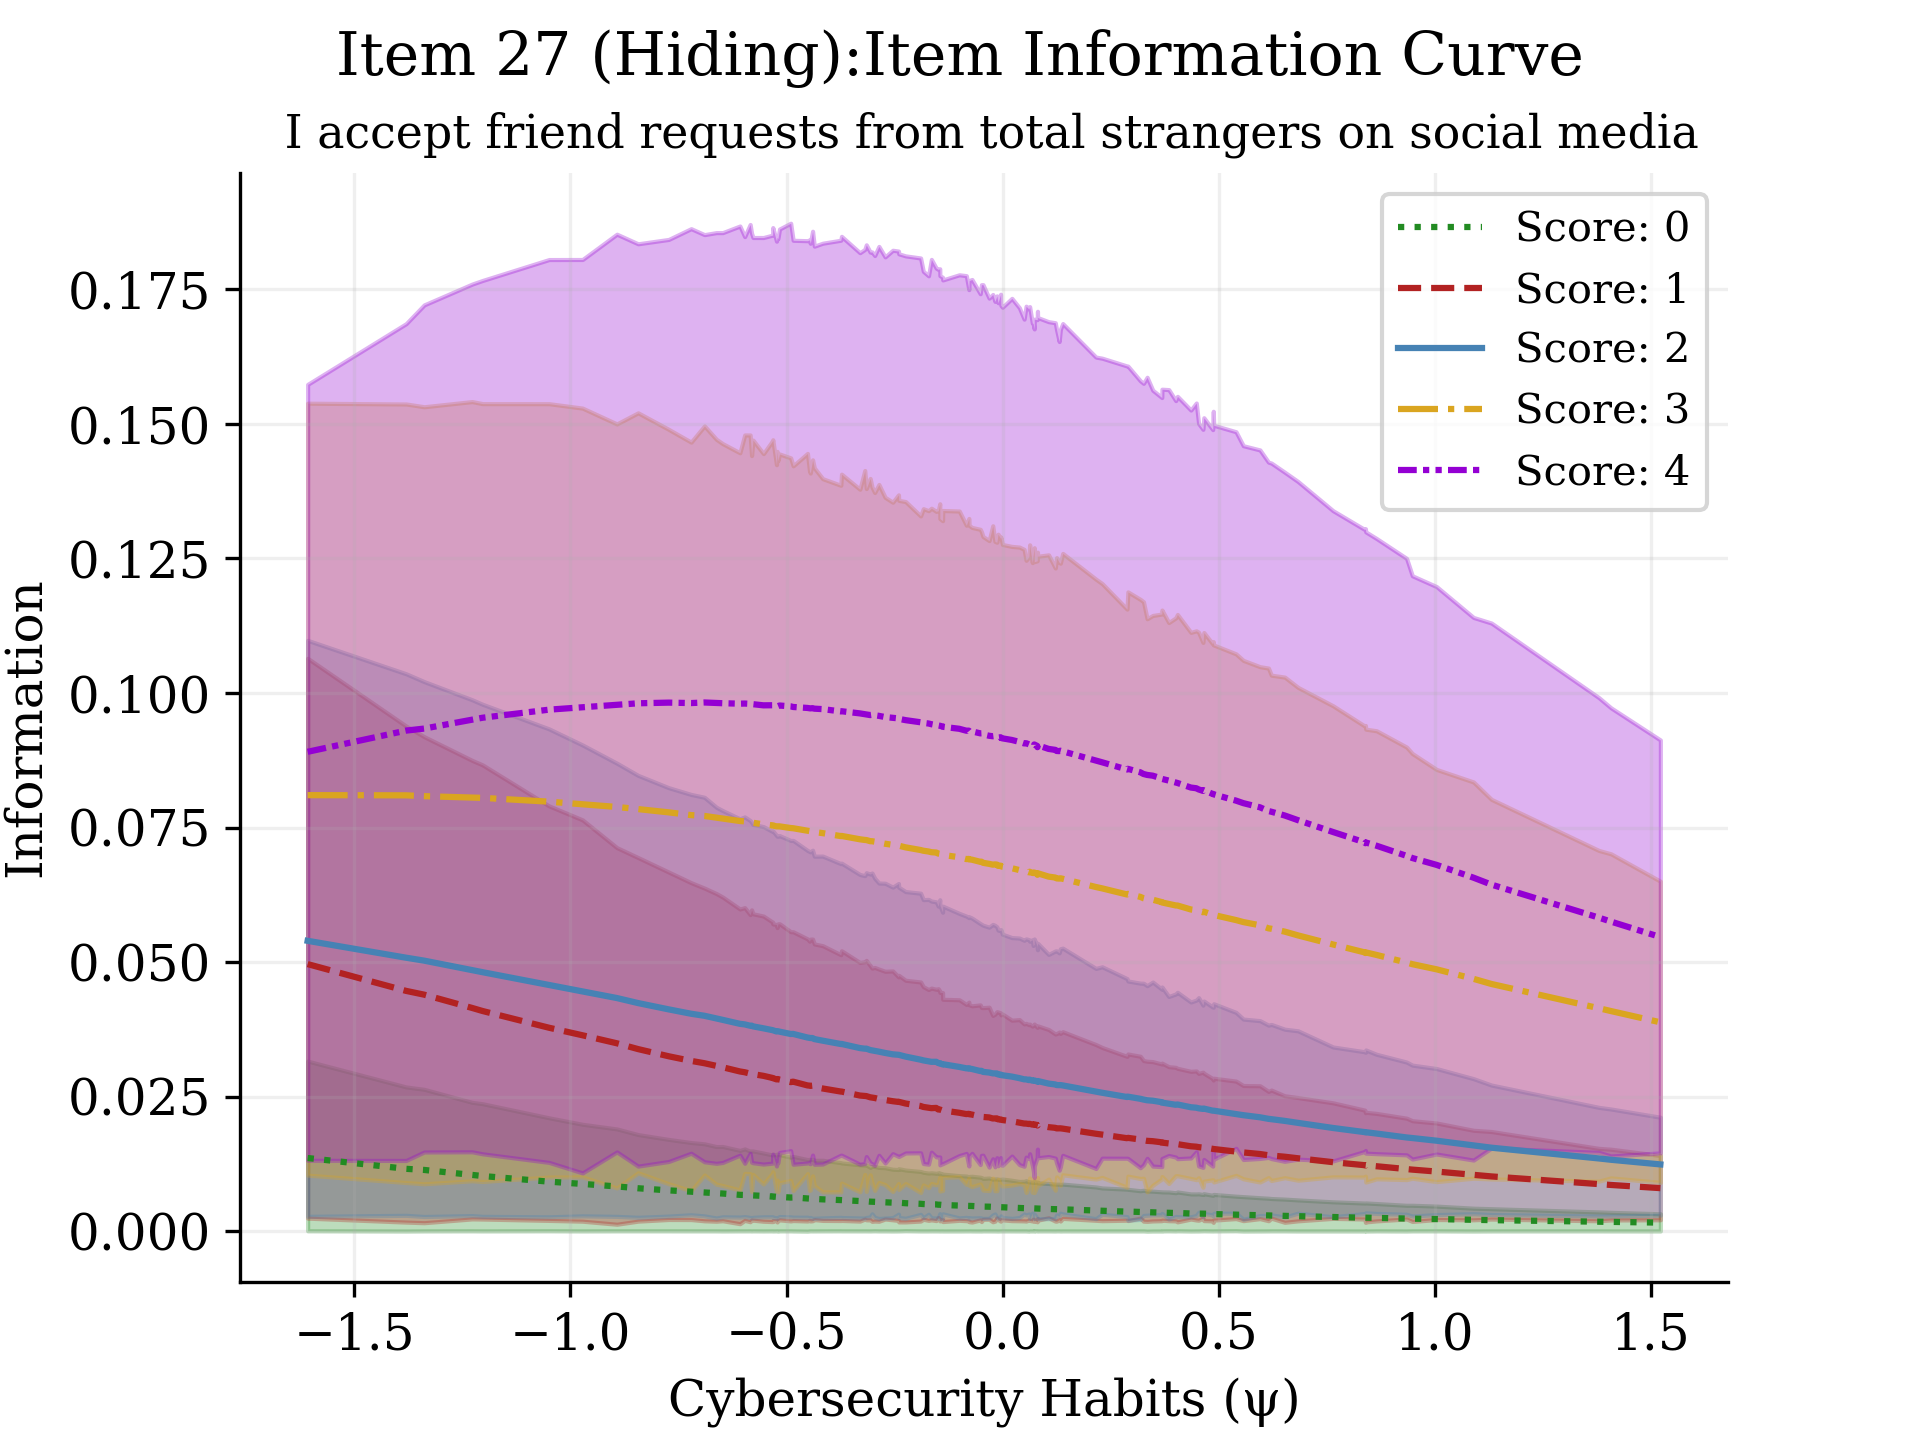 Item 27 (Hiding):Item Information Curve
I accept friend requests from total strangers on social media
Score: 0
Score: 1
Score: 2
Score: 3
Score: 4
Information
0.175
0.150
0.125
0.100
0.075
0.050
0.025
0.000
−1.5 −1.0 −0.5 0.0 0.5 1.0 1.5
Cybersecurity Habits (ψ)